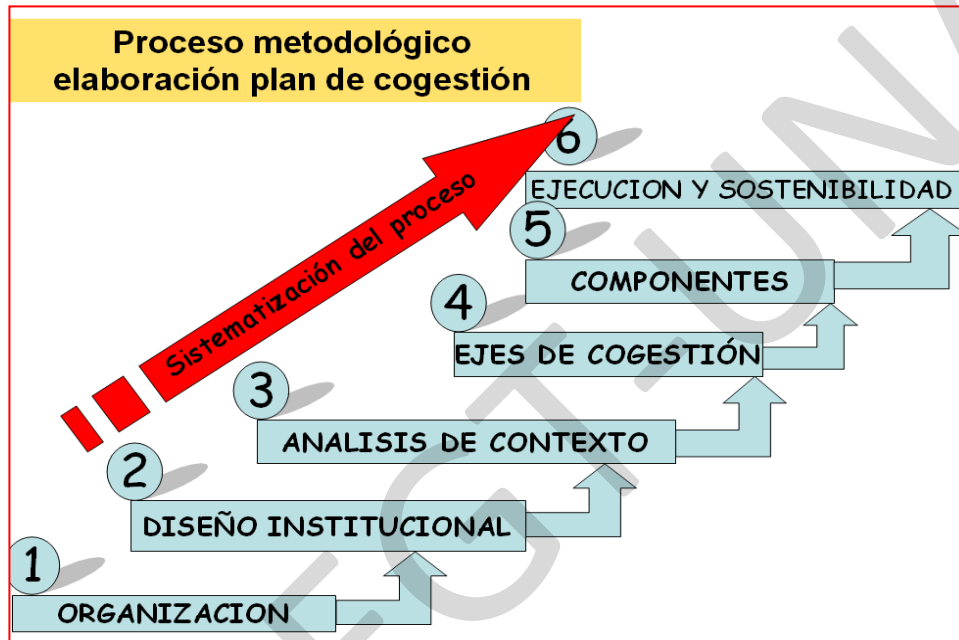 Proceso metodológico
elaboración plan de cogestión
6
EJECUCION Y SOSTENIBILIDAD
5
COMPONENTES
4
EJES DE COGESTIÓN
Sistematización del proceso
3
ANALISIS DE CONTEXTO
2
DISEÑO INSTITUCIONAL
1
ORGANIZACION